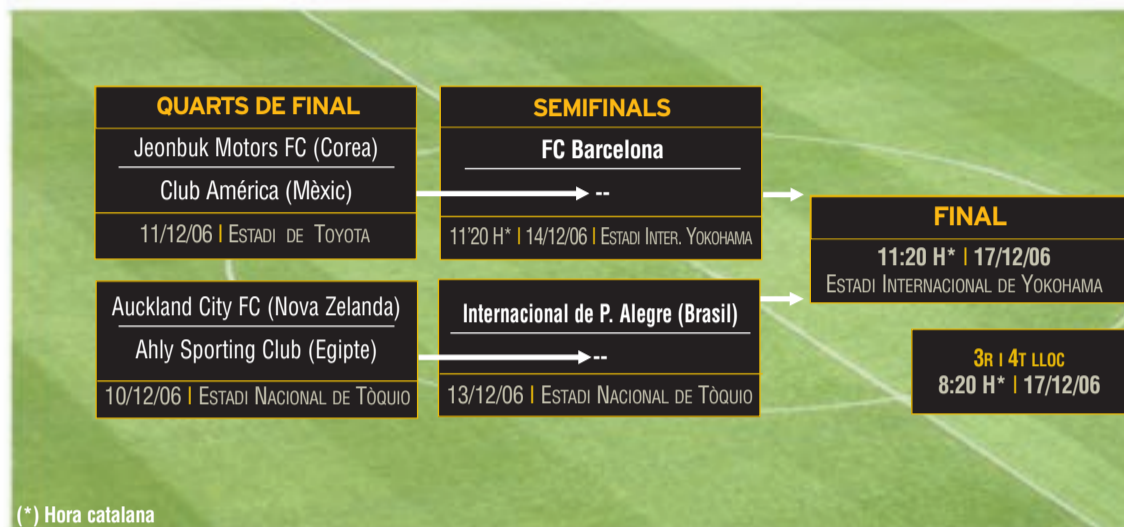 QUARTS DE FINAL
Jeonbuk Motors FC (Corea)
Club América (Mèxic)
11/12/06 | ESTADI DE TOYOTA
Auckland City FC (Nova Zelanda)
Ahly Sporting Club (Egipte)
10/12/06 | ESTADI NACIONAL DE TÒQUIO
SEMIFINALS
FC Barcelona
--
11'20 H* | 14/12/06 | ESTADI INTER. YOKOHAMA
Internacional de P. Alegre (Brasil)
--
13/12/06 | ESTADI NACIONAL DE TÒQUIO
FINAL
11:20 H* | 17/12/06
ESTADI INTERNACIONAL DE YOKOHAMA
3R I 4T LLOC
8:20 H* | 17/12/06
(*) Hora catalana